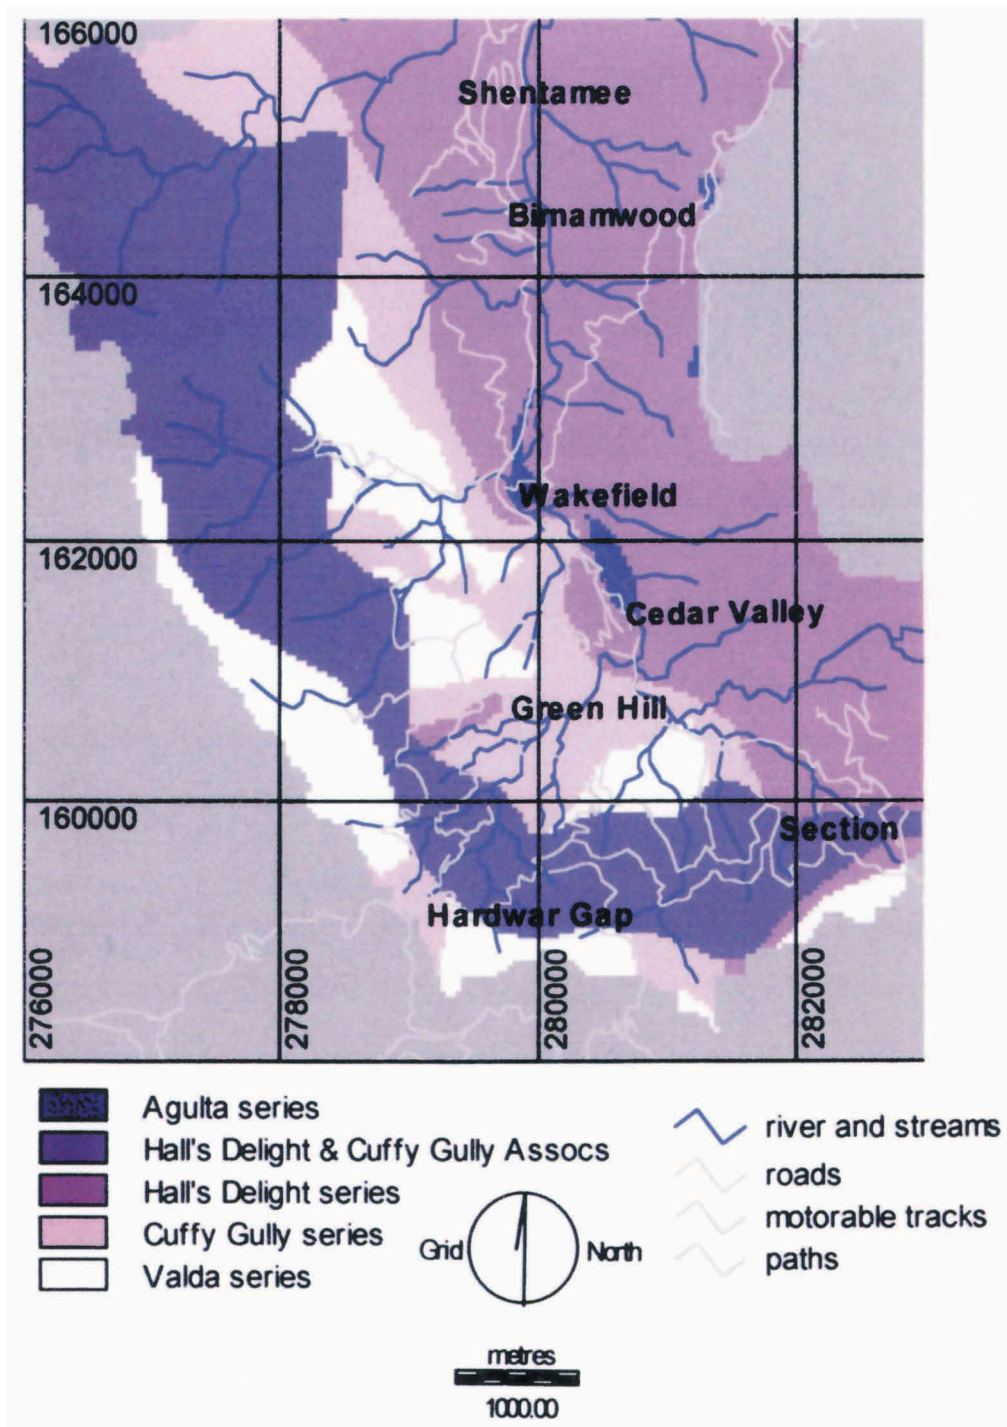 166000
Shentamee
Birnamwood
164000
Wakefield
162000
Cedar Valley
Green Hill
160000
Section
Hardwar Gap
276000
278000
280000
282000
Agulta series
Hall's Delight & Cuffy Gully Assocs
Hall's Delight series
Cuffy Gully series
Valda series
Grid
North
river and streams
roads
motorable tracks
paths
metres
1000.00